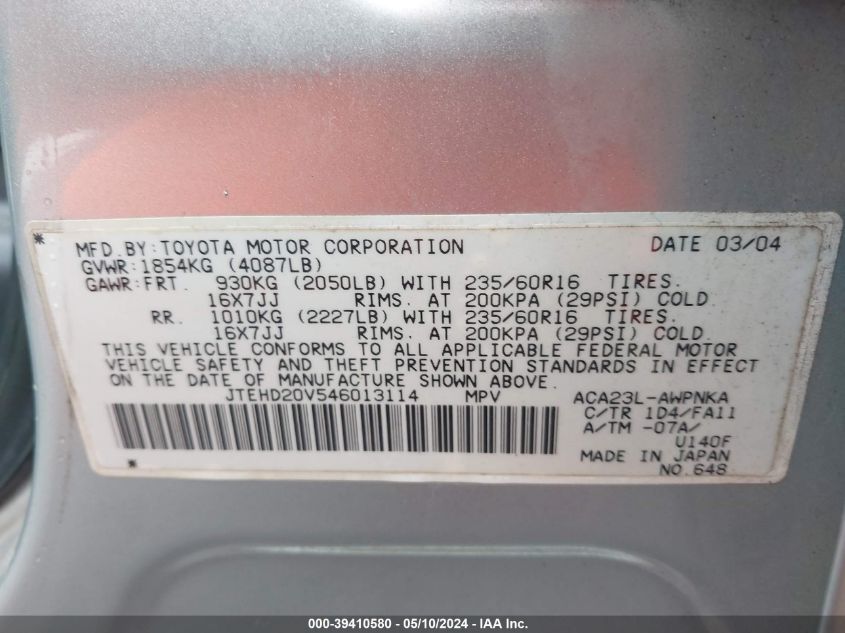 MFD.BY:TOYOTA MOTOR CORPORATION DATE 03/04
GVWR:1854KG (4087LB)
GAWR:FRT. 930KG (2050LB) WITH 235/60R16 TIRES.
16X7JJ RIMS. AT 200KPA (29PSI) COLD.
RR. 1010KG (2227LB) WITH 235/60R16 TIRES.
16X7JJ RIMS. AT 200KPA (29PSI) COLD
THIS VEHICLE CONFORMS TO ALL APPLICABLE FEDERAL MOTOR
VEHICLE SAFETY AND THEFT PREVENTION STANDARDS IN EFFECT
ON THE DATE OF MANUFACTURE SHOWN ABOVE.
JTEHD20V546013114 MPV ACA23L-AWPNKA
C/TR 1D4/FA11
A/TM -07A/
U140F
MADE IN JAPAN
NO.648
000-39410580 - 05/10/2024 - IAA Inc.